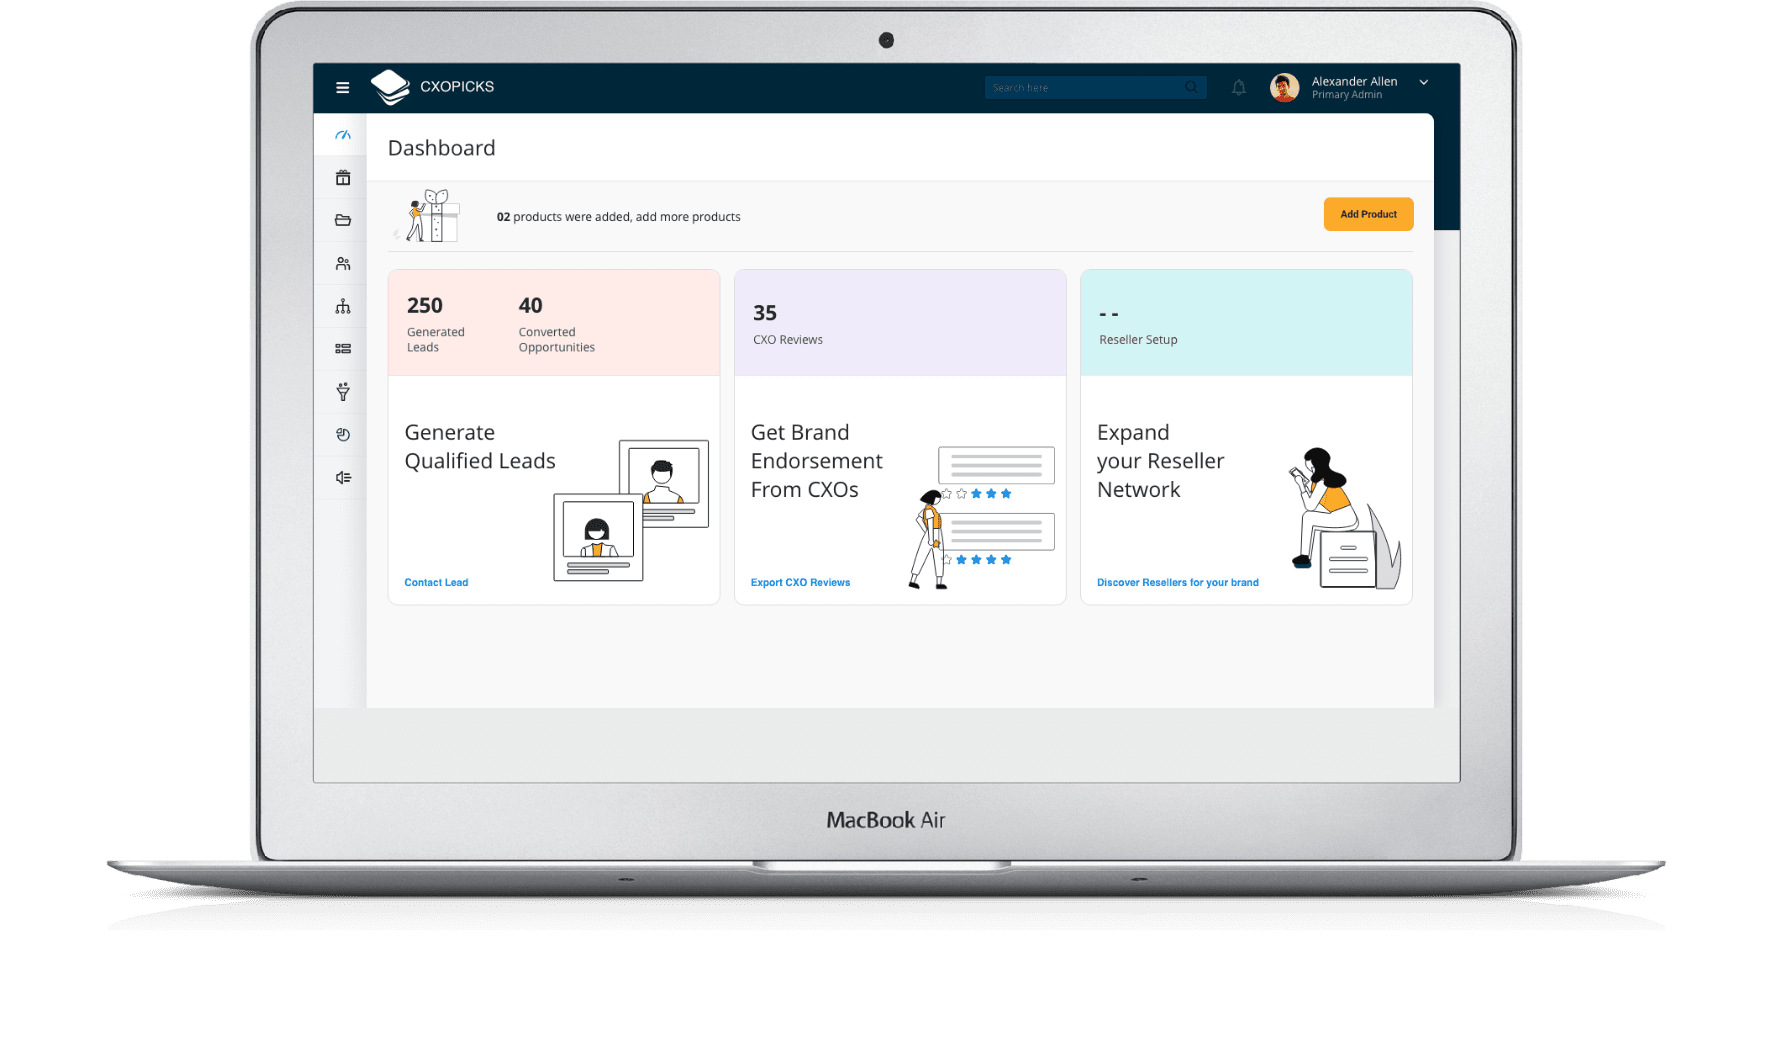 CXOPICKS
Search here
Alexander Allen
Primary Admin
Dashboard
02 products were added, add more products
Add Product
250
Generated
Leads
40
Converted
Opportunities
35
CXO Reviews
- -
Reseller Setup
Generate
Qualified Leads
Contact Lead
Get Brand
Endorsement
From CXOs
Export CXO Reviews
Expand
your Reseller
Network
Discover Resellers for your brand
MacBook Air